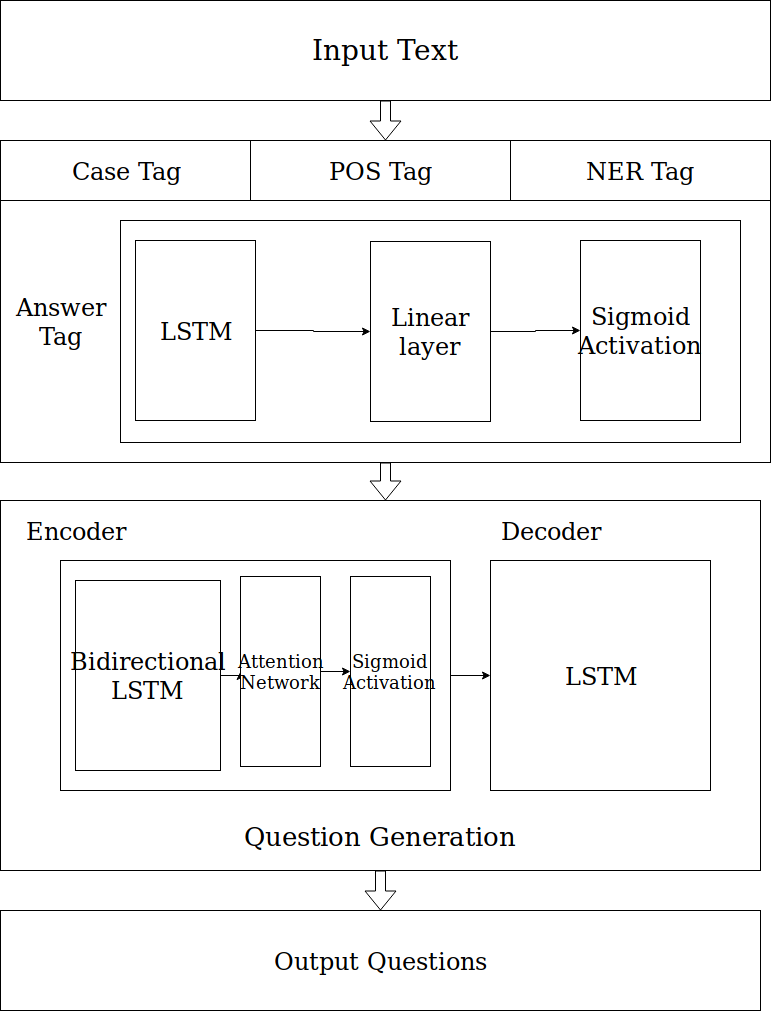 Input Text
Case Tag
POS Tag
NER Tag
Answer
Tag
LSTM
Linear
layer
Sigmoid
Activation
Encoder
Decoder
Bidirectional
LSTM
Attention
Network
Sigmoid
Activation
LSTM
Question Generation
Output Questions